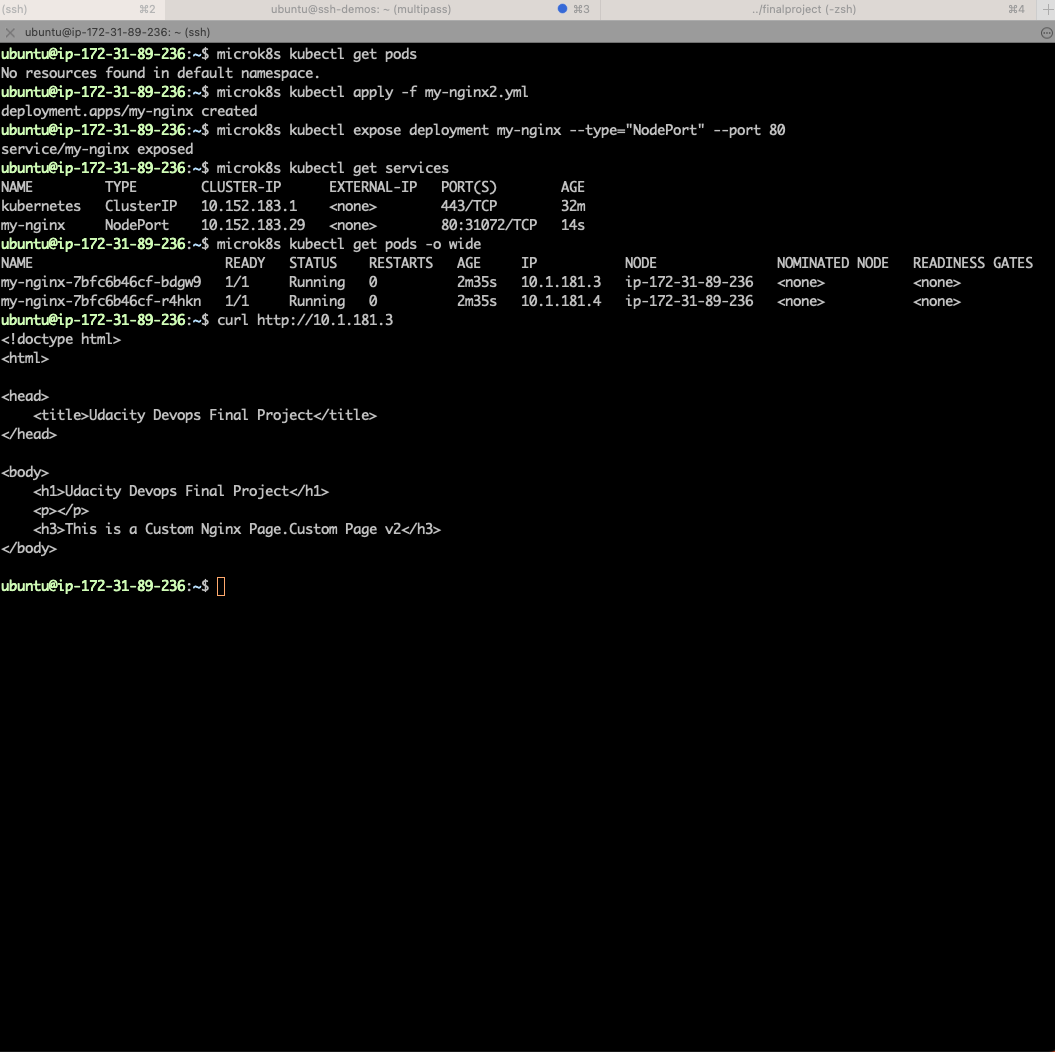 (ssh) ⌘2 ubuntu@ssh-demos: ~ (multipass) ⌘3 ../finalproject (-zsh) ⌘4
ubuntu@ip-172-31-89-236: ~ (ssh)
ubuntu@ip-172-31-89-236:~$ microk8s kubectl get pods
No resources found in default namespace.
ubuntu@ip-172-31-89-236:~$ microk8s kubectl apply -f my-nginx2.yml
deployment.apps/my-nginx created
ubuntu@ip-172-31-89-236:~$ microk8s kubectl expose deployment my-nginx --type="NodePort" --port 80
service/my-nginx exposed
ubuntu@ip-172-31-89-236:~$ microk8s kubectl get services
NAME         TYPE        CLUSTER-IP      EXTERNAL-IP   PORT(S)        AGE
kubernetes   ClusterIP   10.152.183.1    <none>        443/TCP        32m
my-nginx     NodePort    10.152.183.29   <none>        80:31072/TCP   14s
ubuntu@ip-172-31-89-236:~$ microk8s kubectl get pods -o wide
NAME                        READY   STATUS    RESTARTS   AGE     IP           NODE               NOMINATED NODE   READINESS GATES
my-nginx-7bfc6b46cf-bdgw9   1/1     Running   0          2m35s   10.1.181.3   ip-172-31-89-236   <none>           <none>
my-nginx-7bfc6b46cf-r4hkn   1/1     Running   0          2m35s   10.1.181.4   ip-172-31-89-236   <none>           <none>
ubuntu@ip-172-31-89-236:~$ curl http://10.1.181.3
<!doctype html>
<html>

<head>
    <title>Udacity Devops Final Project</title>
</head>

<body>
    <h1>Udacity Devops Final Project</h1>
    <p></p>
    <h3>This is a Custom Nginx Page.Custom Page v2</h3>
</body>

ubuntu@ip-172-31-89-236:~$